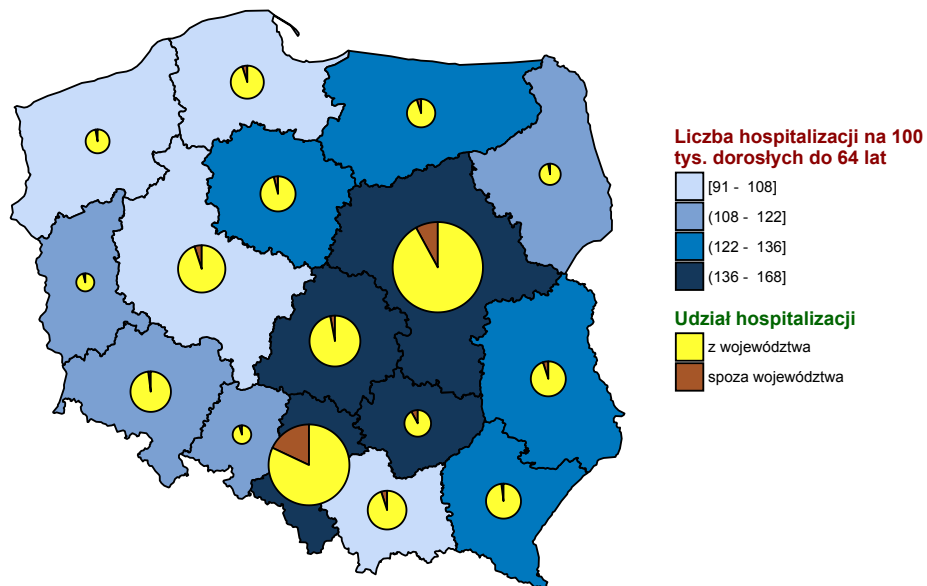 Liczba hospitalizacji na 100
tys. dorosłych do 64 lat
[91 - 108]
(108 - 122]
(122 - 136]
(136 - 168]
Udział hospitalizacji
z województwa
spoza województwa